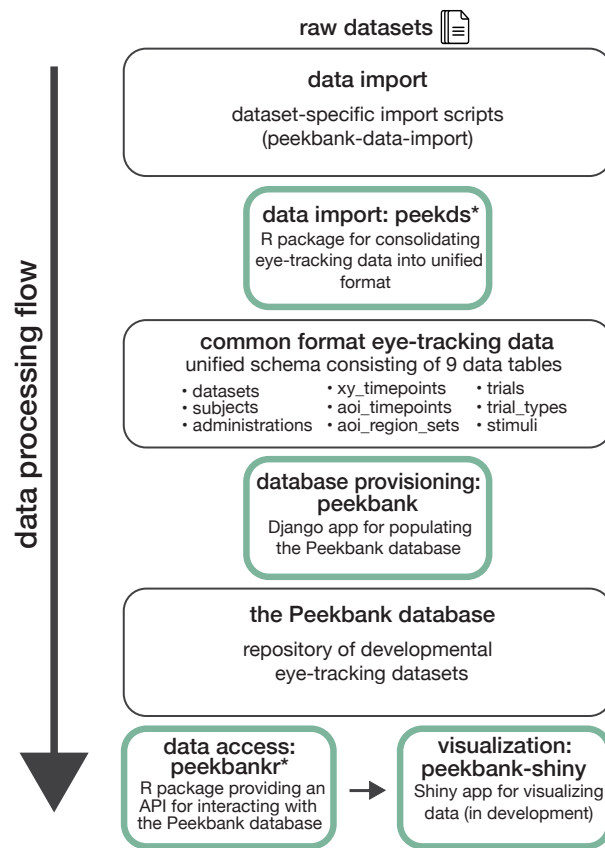 raw datasets
data import
dataset-specific import scripts
(peekbank-data-import)
data import: peekds*
R package for consolidating
eye-tracking data into unified
format
common format eye-tracking data
unified schema consisting of 9 data tables
• datasets • xy_timepoints • trials
• subjects • aoi_timepoints • trial_types
• administrations • aoi_region_sets • stimuli
database provisioning:
peekbank
Django app for populating
the Peekbank database
the Peekbank database
repository of developmental
eye-tracking datasets
data access:
peekbankr*
R package providing an
API for interacting with
the Peekbank database
visualization:
peekbank-shiny
Shiny app for visualizing
data (in development)
data processing flow